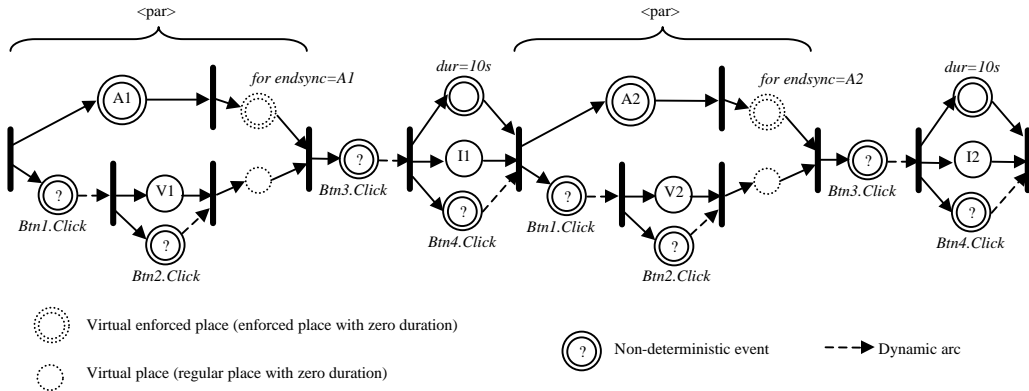 <par>
<par>
for endsync=A1
dur=10s
for endsync=A2
dur=10s
A1
A2
?
I1
?
I2
Btn3.Click
Btn3.Click
?
V1
?
?
V2
?
Btn1.Click
Btn4.Click
Btn1.Click
Btn4.Click
?
?
Btn2.Click
Btn2.Click
Virtual enforced place (enforced place with zero duration)
? Non-deterministic event
Dynamic arc
Virtual place (regular place with zero duration)